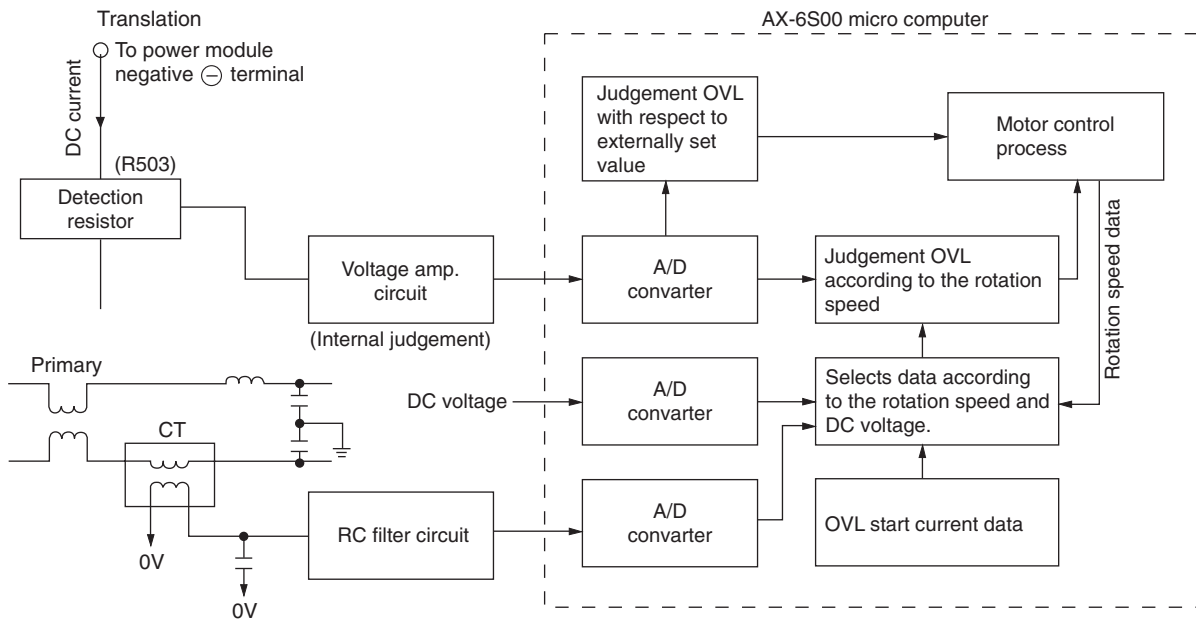 Translation
AX-6S00 micro computer
To power module
negative ⊖ terminal
DC current
(R503)
Detection
resistor
Judgement OVL
with respect to
externally set
value
Motor control
process
Rotation speed data
Voltage amp.
circuit
(Internal judgement)
A/D
converter
Judgement OVL
according to the rotation
speed
Primary
DC voltage
A/D
converter
Selects data according
to the rotation speed and
DC voltage.
CT
0V
0V
RC filter circuit
A/D
converter
OVL start current data